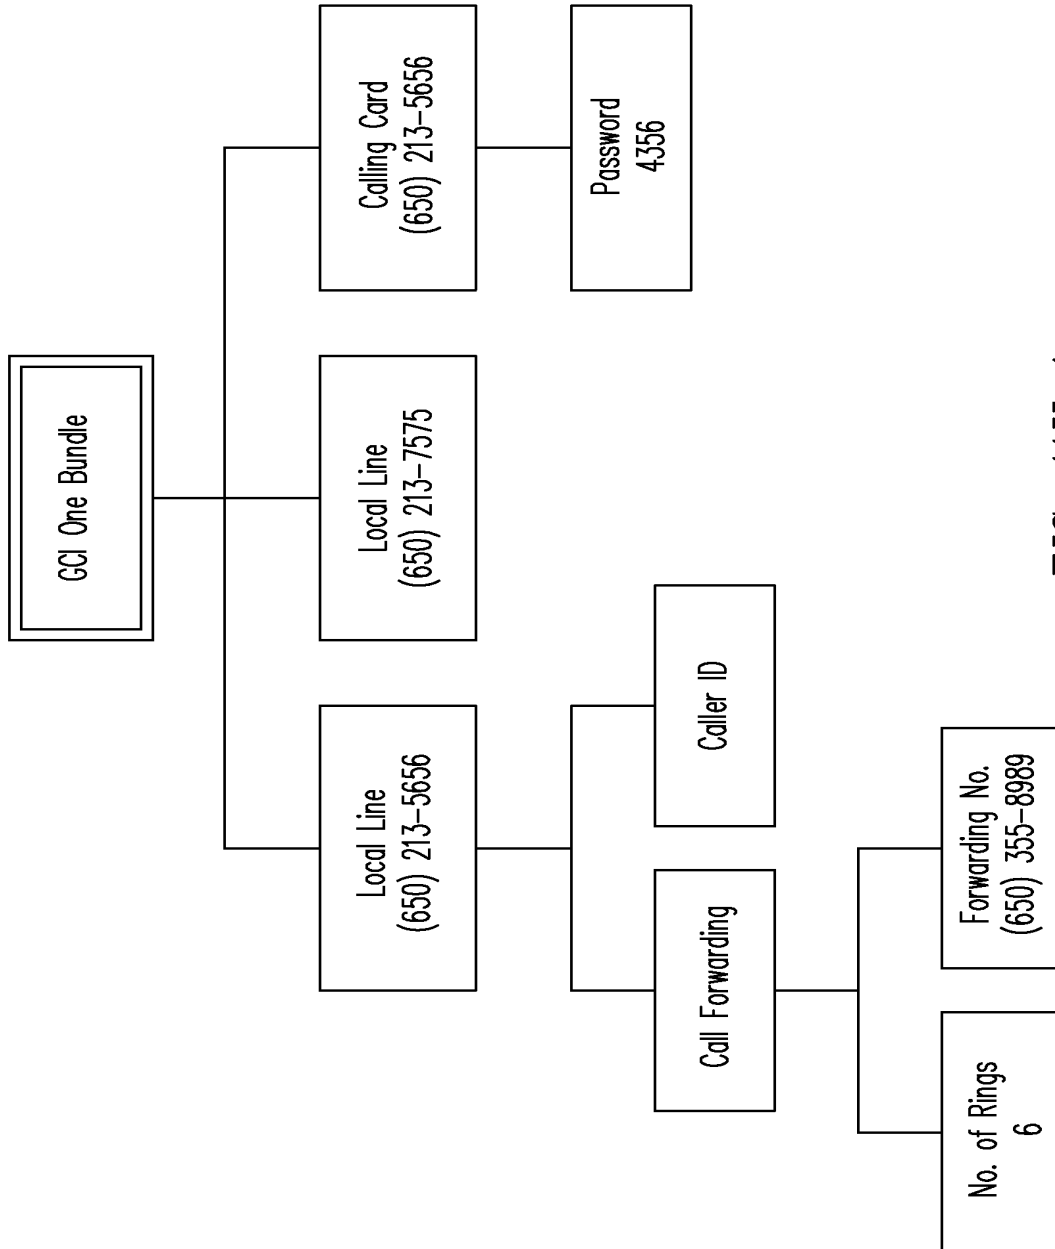 GCI One Bundle
Local Line
(650) 213-5656
Local Line
(650) 213-7575
Calling Card
(650) 213-5656
Call Forwarding
Caller ID
Password
4356
No. of Rings
6
Forwarding No.
(650) 355-8989